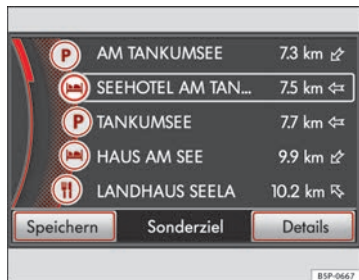 P AM TANKUMSEE 7.3 km
SEEHOTEL AM TAN... 7.5 km
P TANKUMSEE 7.7 km
HAUS AM SEE 9.9 km
LANDHAUS SEELA 10.2 km
Speichern Sonderziel Details
B5P-0667